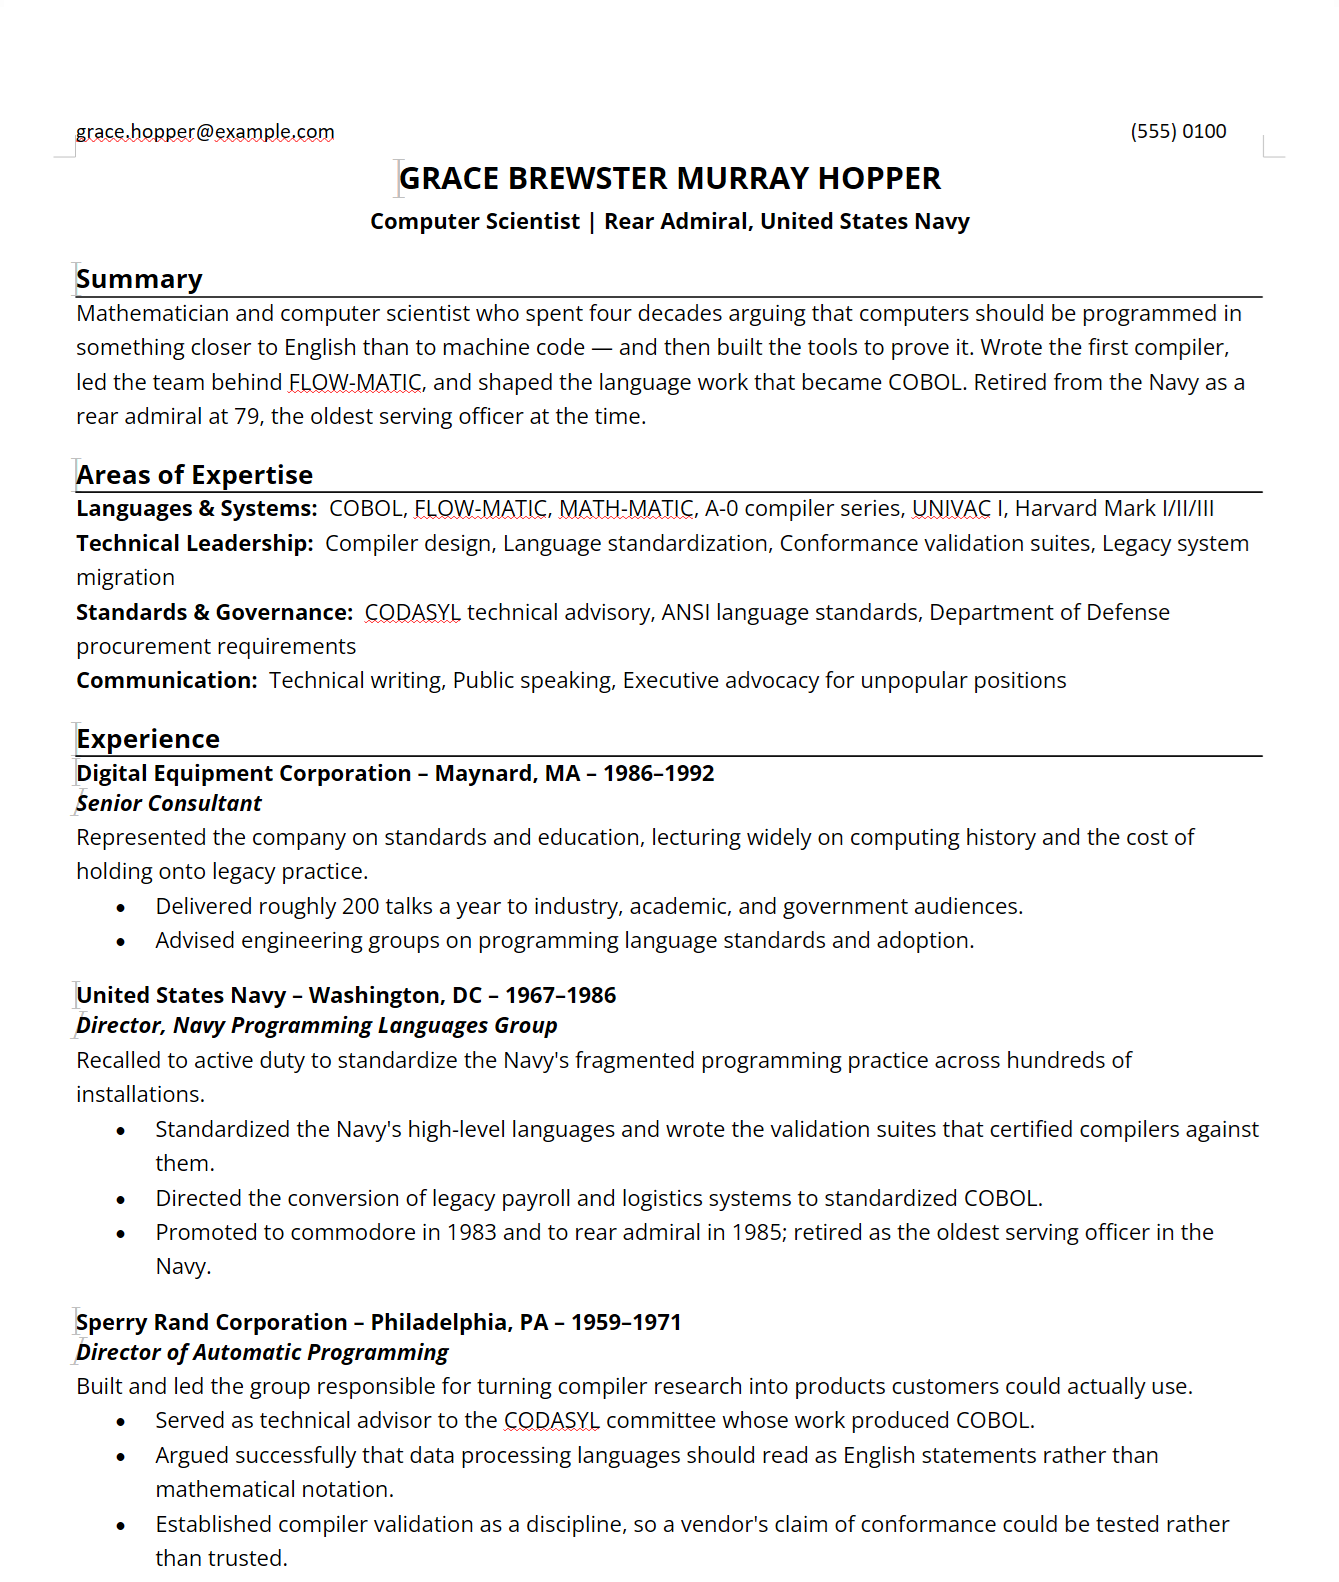 grace.hopper@example.com (555) 0100
GRACE BREWSTER MURRAY HOPPER
Computer Scientist | Rear Admiral, United States Navy
Summary
Mathematician and computer scientist who spent four decades arguing that computers should be programmed in
something closer to English than to machine code — and then built the tools to prove it. Wrote the first compiler,
led the team behind FLOW-MATIC, and shaped the language work that became COBOL. Retired from the Navy as a
rear admiral at 79, the oldest serving officer at the time.
Areas of Expertise
Languages & Systems: COBOL, FLOW-MATIC, MATH-MATIC, A-0 compiler series, UNIVAC I, Harvard Mark I/II/III
Technical Leadership: Compiler design, Language standardization, Conformance validation suites, Legacy system
migration
Standards & Governance: CODASYL technical advisory, ANSI language standards, Department of Defense
procurement requirements
Communication: Technical writing, Public speaking, Executive advocacy for unpopular positions
Experience
Digital Equipment Corporation – Maynard, MA – 1986–1992
Senior Consultant
Represented the company on standards and education, lecturing widely on computing history and the cost of
holding onto legacy practice.
• Delivered roughly 200 talks a year to industry, academic, and government audiences.
• Advised engineering groups on programming language standards and adoption.
United States Navy – Washington, DC – 1967–1986
Director, Navy Programming Languages Group
Recalled to active duty to standardize the Navy's fragmented programming practice across hundreds of
installations.
• Standardized the Navy's high-level languages and wrote the validation suites that certified compilers against
them.
• Directed the conversion of legacy payroll and logistics systems to standardized COBOL.
• Promoted to commodore in 1983 and to rear admiral in 1985; retired as the oldest serving officer in the
Navy.
Sperry Rand Corporation – Philadelphia, PA – 1959–1971
Director of Automatic Programming
Built and led the group responsible for turning compiler research into products customers could actually use.
• Served as technical advisor to the CODASYL committee whose work produced COBOL.
• Argued successfully that data processing languages should read as English statements rather than
mathematical notation.
• Established compiler validation as a discipline, so a vendor's claim of conformance could be tested rather
than trusted.